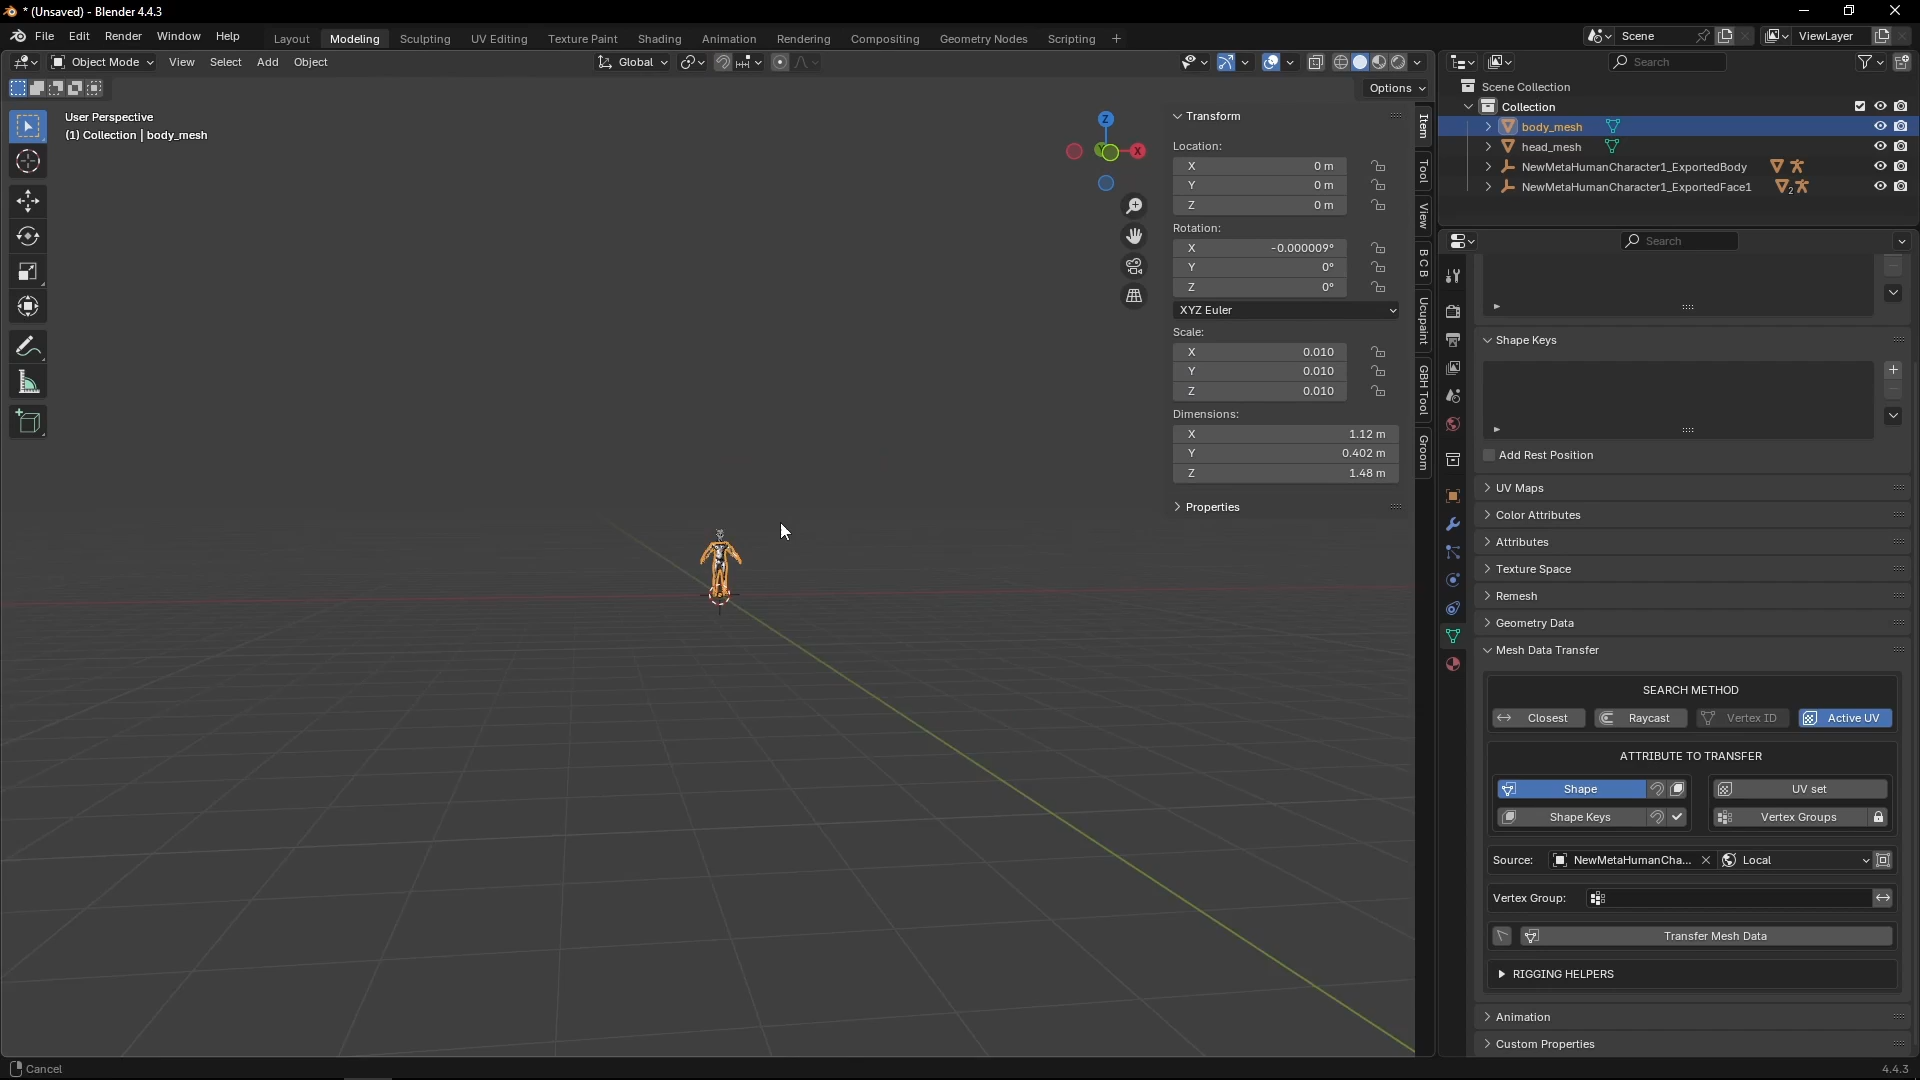 * (Unsaved) - Blender 4.4.3
File Edit Render Window Help
Layout Modeling Sculpting UV Editing Texture Paint Shading Animation Rendering Compositing Geometry Nodes Scripting +
Scene
ViewLayer
Object Mode View Select Add Object
Global
Options
User Perspective
(1) Collection | body_mesh
Z
X
Y
Transform
Location:
X 0 m
Y 0 m
Z 0 m
Rotation:
X -0.000009°
Y 0°
Z 0°
XYZ Euler
Scale:
X 0.010
Y 0.010
Z 0.010
Dimensions:
X 1.12 m
Y 0.402 m
Z 1.48 m
Properties
Item
Tool
View
B C B
Ucupaint
GBH Tool
Groom
Search
Scene Collection
Collection
body_mesh
head_mesh
NewMetaHumanCharacter1_ExportedBody
NewMetaHumanCharacter1_ExportedFace1 2
Search
Shape Keys
Add Rest Position
UV Maps
Color Attributes
Attributes
Texture Space
Remesh
Geometry Data
Mesh Data Transfer
SEARCH METHOD
Closest Raycast Vertex ID Active UV
ATTRIBUTE TO TRANSFER
Shape UV set
Shape Keys Vertex Groups
Source: NewMetaHumanCha... Local
Vertex Group:
Transfer Mesh Data
RIGGING HELPERS
Animation
Custom Properties
Cancel
4.4.3